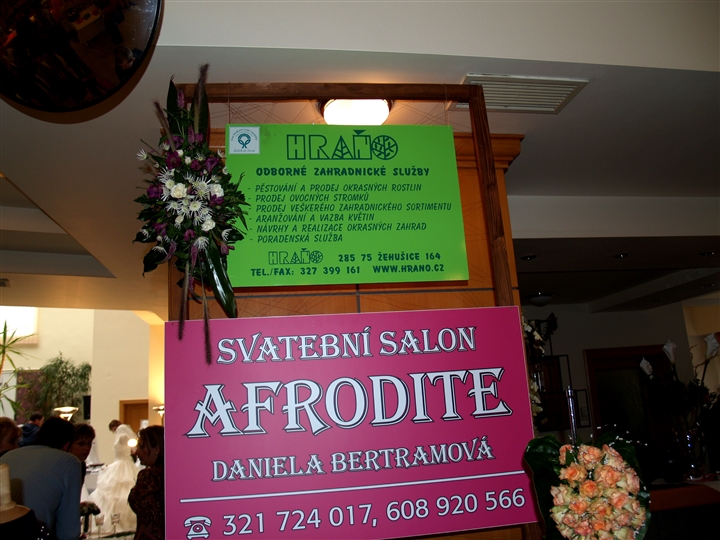 HRAŇO
ODBORNÉ ZAHRADNICKÉ SLUŽBY
- PĚSTOVÁNÍ A PRODEJ OKRASNÝCH ROSTLIN
PRODEJ OVOCNÝCH STROMKŮ
PRODEJ VEŠKERÉHO ZAHRADNICKÉHO SORTIMENTU
- ARANŽOVÁNÍ A VAZBA KVĚTIN
- NÁVRHY A REALIZACE OKRASNÝCH ZAHRAD
- PORADENSKÁ SLUŽBA
HRAŇO 285 75 ŽEHUŠICE 164
TEL./FAX: 327 399 161 WWW.HRANO.CZ
SVATEBNÍ SALON
AFRODITE
DANIELA BERTRAMOVÁ
321 724 017, 608 920 566